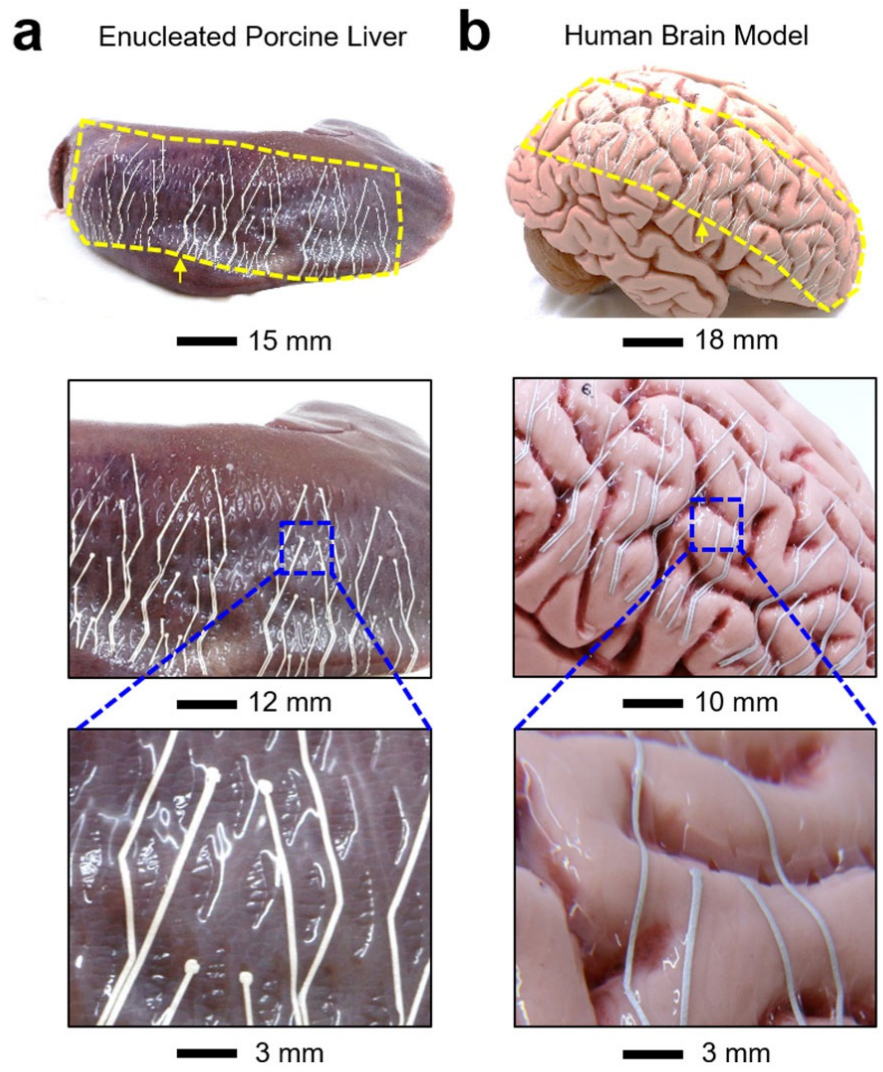 a Enucleated Porcine Liver
b Human Brain Model
15 mm
18 mm
12 mm
10 mm
3 mm
3 mm